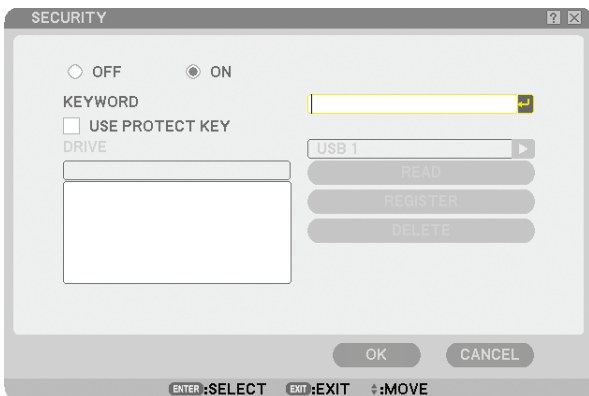 SECURITY
OFF ON
KEYWORD
USE PROTECT KEY
DRIVE USB 1
READ
REGISTER
DELETE
OK CANCEL
ENTER :SELECT EXIT :EXIT :MOVE